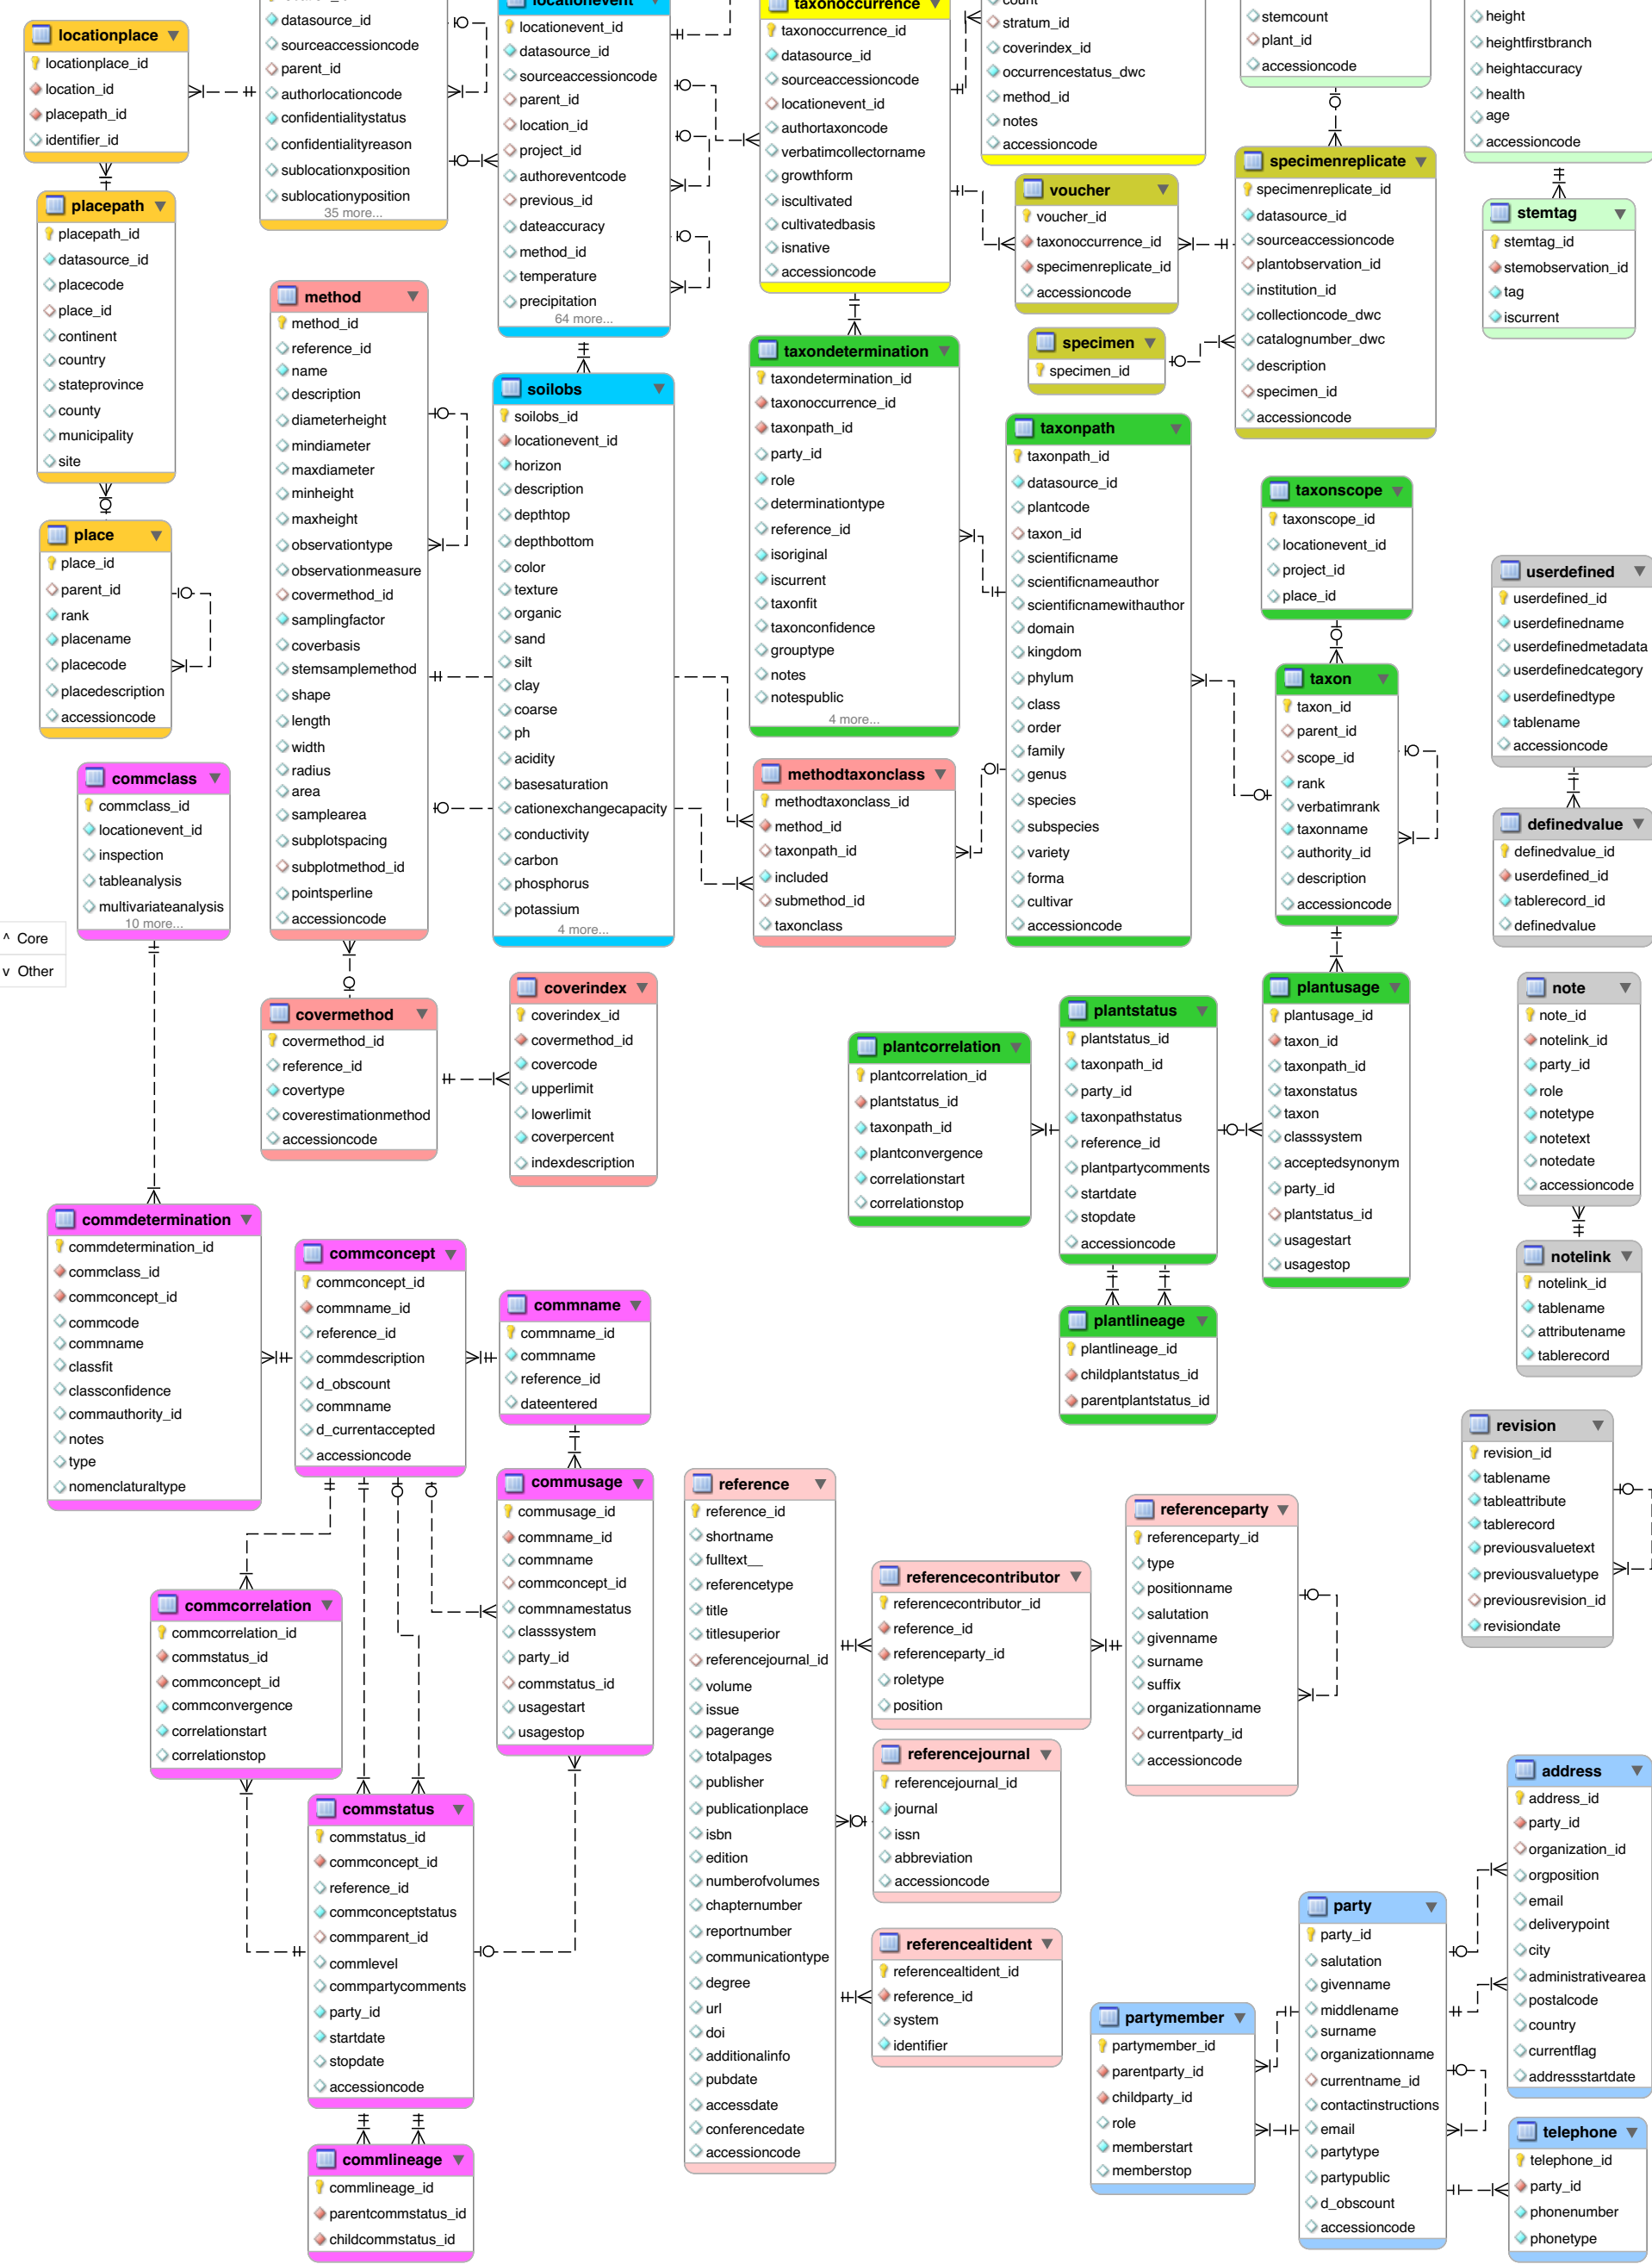 locationplace
locationplace_id
location_id
placepath_id
identifier_id
placepath
placepath_id
datasource_id
placecode
place_id
continent
country
stateprovince
county
municipality
site
place
place_id
parent_id
rank
placename
placecode
placedescription
accessioncode
datasource_id
sourceaccessioncode
parent_id
authorlocationcode
confidentialitystatus
confidentialityreason
sublocationxposition
sublocationyposition
35 more...
locationevent
locationevent_id
datasource_id
sourceaccessioncode
parent_id
location_id
project_id
authoreventcode
previous_id
dateaccuracy
method_id
temperature
precipitation
64 more...
taxonoccurrence
taxonoccurrence_id
datasource_id
sourceaccessioncode
locationevent_id
authortaxoncode
verbatimcollectorname
growthform
iscultivated
cultivatedbasis
isnative
accessioncode
count
stratum_id
coverindex_id
occurrencestatus_dwc
method_id
notes
accessioncode
stemcount
plant_id
accessioncode
height
heightfirstbranch
heightaccuracy
health
age
accessioncode
voucher
voucher_id
taxonoccurrence_id
specimenreplicate_id
accessioncode
specimen
specimen_id
specimenreplicate
specimenreplicate_id
datasource_id
sourceaccessioncode
plantobservation_id
institution_id
collectioncode_dwc
catalognumber_dwc
description
specimen_id
accessioncode
stemtag
stemtag_id
stemobservation_id
tag
iscurrent
method
method_id
reference_id
name
description
diameterheight
mindiameter
maxdiameter
minheight
maxheight
observationtype
observationmeasure
covermethod_id
samplingfactor
coverbasis
stemsamplemethod
shape
length
width
radius
area
samplearea
subplotspacing
subplotmethod_id
pointsperline
accessioncode
soilobs
soilobs_id
locationevent_id
horizon
description
depthtop
depthbottom
color
texture
organic
sand
silt
clay
coarse
ph
acidity
basesaturation
cationexchangecapacity
conductivity
carbon
phosphorus
potassium
4 more...
taxondetermination
taxondetermination_id
taxonoccurrence_id
taxonpath_id
party_id
role
determinationtype
reference_id
isoriginal
iscurrent
taxonfit
taxonconfidence
grouptype
notes
notespublic
4 more...
methodtaxonclass
methodtaxonclass_id
method_id
taxonpath_id
included
submethod_id
taxonclass
taxonpath
taxonpath_id
datasource_id
plantcode
taxon_id
scientificname
scientificnameauthor
scientificnamewithauthor
domain
kingdom
phylum
class
order
family
genus
species
subspecies
variety
forma
cultivar
accessioncode
taxonscope
taxonscope_id
locationevent_id
project_id
place_id
taxon
taxon_id
parent_id
scope_id
rank
verbatimrank
taxonname
authority_id
description
accessioncode
userdefined
userdefined_id
userdefinedname
userdefinedmetadata
userdefinedcategory
userdefinedtype
tablename
accessioncode
definedvalue
definedvalue_id
userdefined_id
tablerecord_id
definedvalue
commclass
commclass_id
locationevent_id
inspection
tableanalysis
multivariateanalysis
10 more...
^ Core
v Other
covermethod
covermethod_id
reference_id
covertype
coverestimationmethod
accessioncode
coverindex
coverindex_id
covermethod_id
covercode
upperlimit
lowerlimit
coverpercent
indexdescription
plantcorrelation
plantcorrelation_id
plantstatus_id
taxonpath_id
plantconvergence
correlationstart
correlationstop
plantstatus
plantstatus_id
taxonpath_id
party_id
taxonpathstatus
reference_id
plantpartycomments
startdate
stopdate
accessioncode
plantusage
plantusage_id
taxon_id
taxonpath_id
taxonstatus
taxon
classsystem
acceptedsynonym
party_id
plantstatus_id
usagestart
usagestop
plantlineage
plantlineage_id
childplantstatus_id
parentplantstatus_id
note
note_id
notelink_id
party_id
role
notetype
notetext
notedate
accessioncode
notelink
notelink_id
tablename
attributename
tablerecord
commdetermination
commdetermination_id
commclass_id
commconcept_id
commcode
commname
classfit
classconfidence
commauthority_id
notes
type
nomenclaturaltype
commconcept
commconcept_id
commname_id
reference_id
commdescription
d_obscount
commname
d_currentaccepted
accessioncode
commname
commname_id
commname
reference_id
dateentered
commusage
commusage_id
commname_id
commname
commconcept_id
commnamestatus
classsystem
party_id
commstatus_id
usagestart
usagestop
commcorrelation
commcorrelation_id
commstatus_id
commconcept_id
commconvergence
correlationstart
correlationstop
commstatus
commstatus_id
commconcept_id
reference_id
commconceptstatus
commparent_id
commlevel
commpartycomments
party_id
startdate
stopdate
accessioncode
commlineage
commlineage_id
parentcommstatus_id
childcommstatus_id
reference
reference_id
shortname
fulltext__
referencetype
title
titlesuperior
referencejournal_id
volume
issue
pagerange
totalpages
publisher
publicationplace
isbn
edition
numberofvolumes
chapternumber
reportnumber
communicationtype
degree
url
doi
additionalinfo
pubdate
accessdate
conferencedate
accessioncode
referencecontributor
referencecontributor_id
reference_id
referenceparty_id
roletype
position
referencejournal
referencejournal_id
journal
issn
abbreviation
accessioncode
referencealtident
referencealtident_id
reference_id
system
identifier
referenceparty
referenceparty_id
type
positionname
salutation
givenname
surname
suffix
organizationname
currentparty_id
accessioncode
revision
revision_id
tablename
tableattribute
tablerecord
previousvaluetext
previousvaluetype
previousrevision_id
revisiondate
partymember
partymember_id
parentparty_id
childparty_id
role
memberstart
memberstop
party
party_id
salutation
givenname
middlename
surname
organizationname
currentname_id
contactinstructions
email
partytype
partypublic
d_obscount
accessioncode
address
address_id
party_id
organization_id
orgposition
email
deliverypoint
city
administrativearea
postalcode
country
currentflag
addressstartdate
telephone
telephone_id
party_id
phonenumber
phonetype